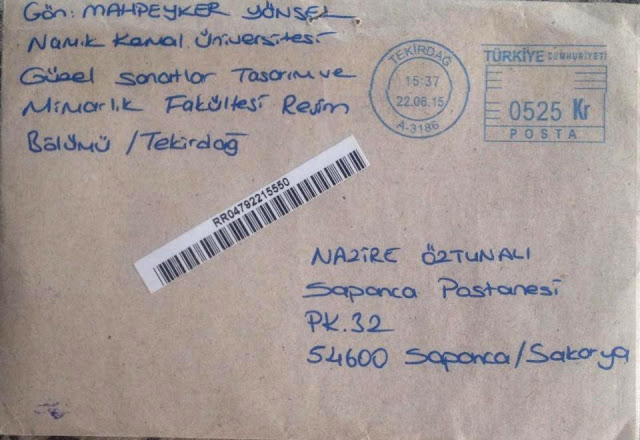 Gön: MAHPEYKER YÖNSEL
Namık Kemal Üniversitesi
Güzel Sanatlar Tasarım ve
Mimarlık Fakültesi Resim
Bölümü / Tekirdağ
TEKİRDAĞ
15:37
22.06.15
A-3186
TÜRKİYE CUMHURİYETİ
0525 Kr
POSTA
RR04792215550
NAZİRE ÖZTUNALI
Sapanca Postanesi
PK.32
54600 Sapanca/Sakarya